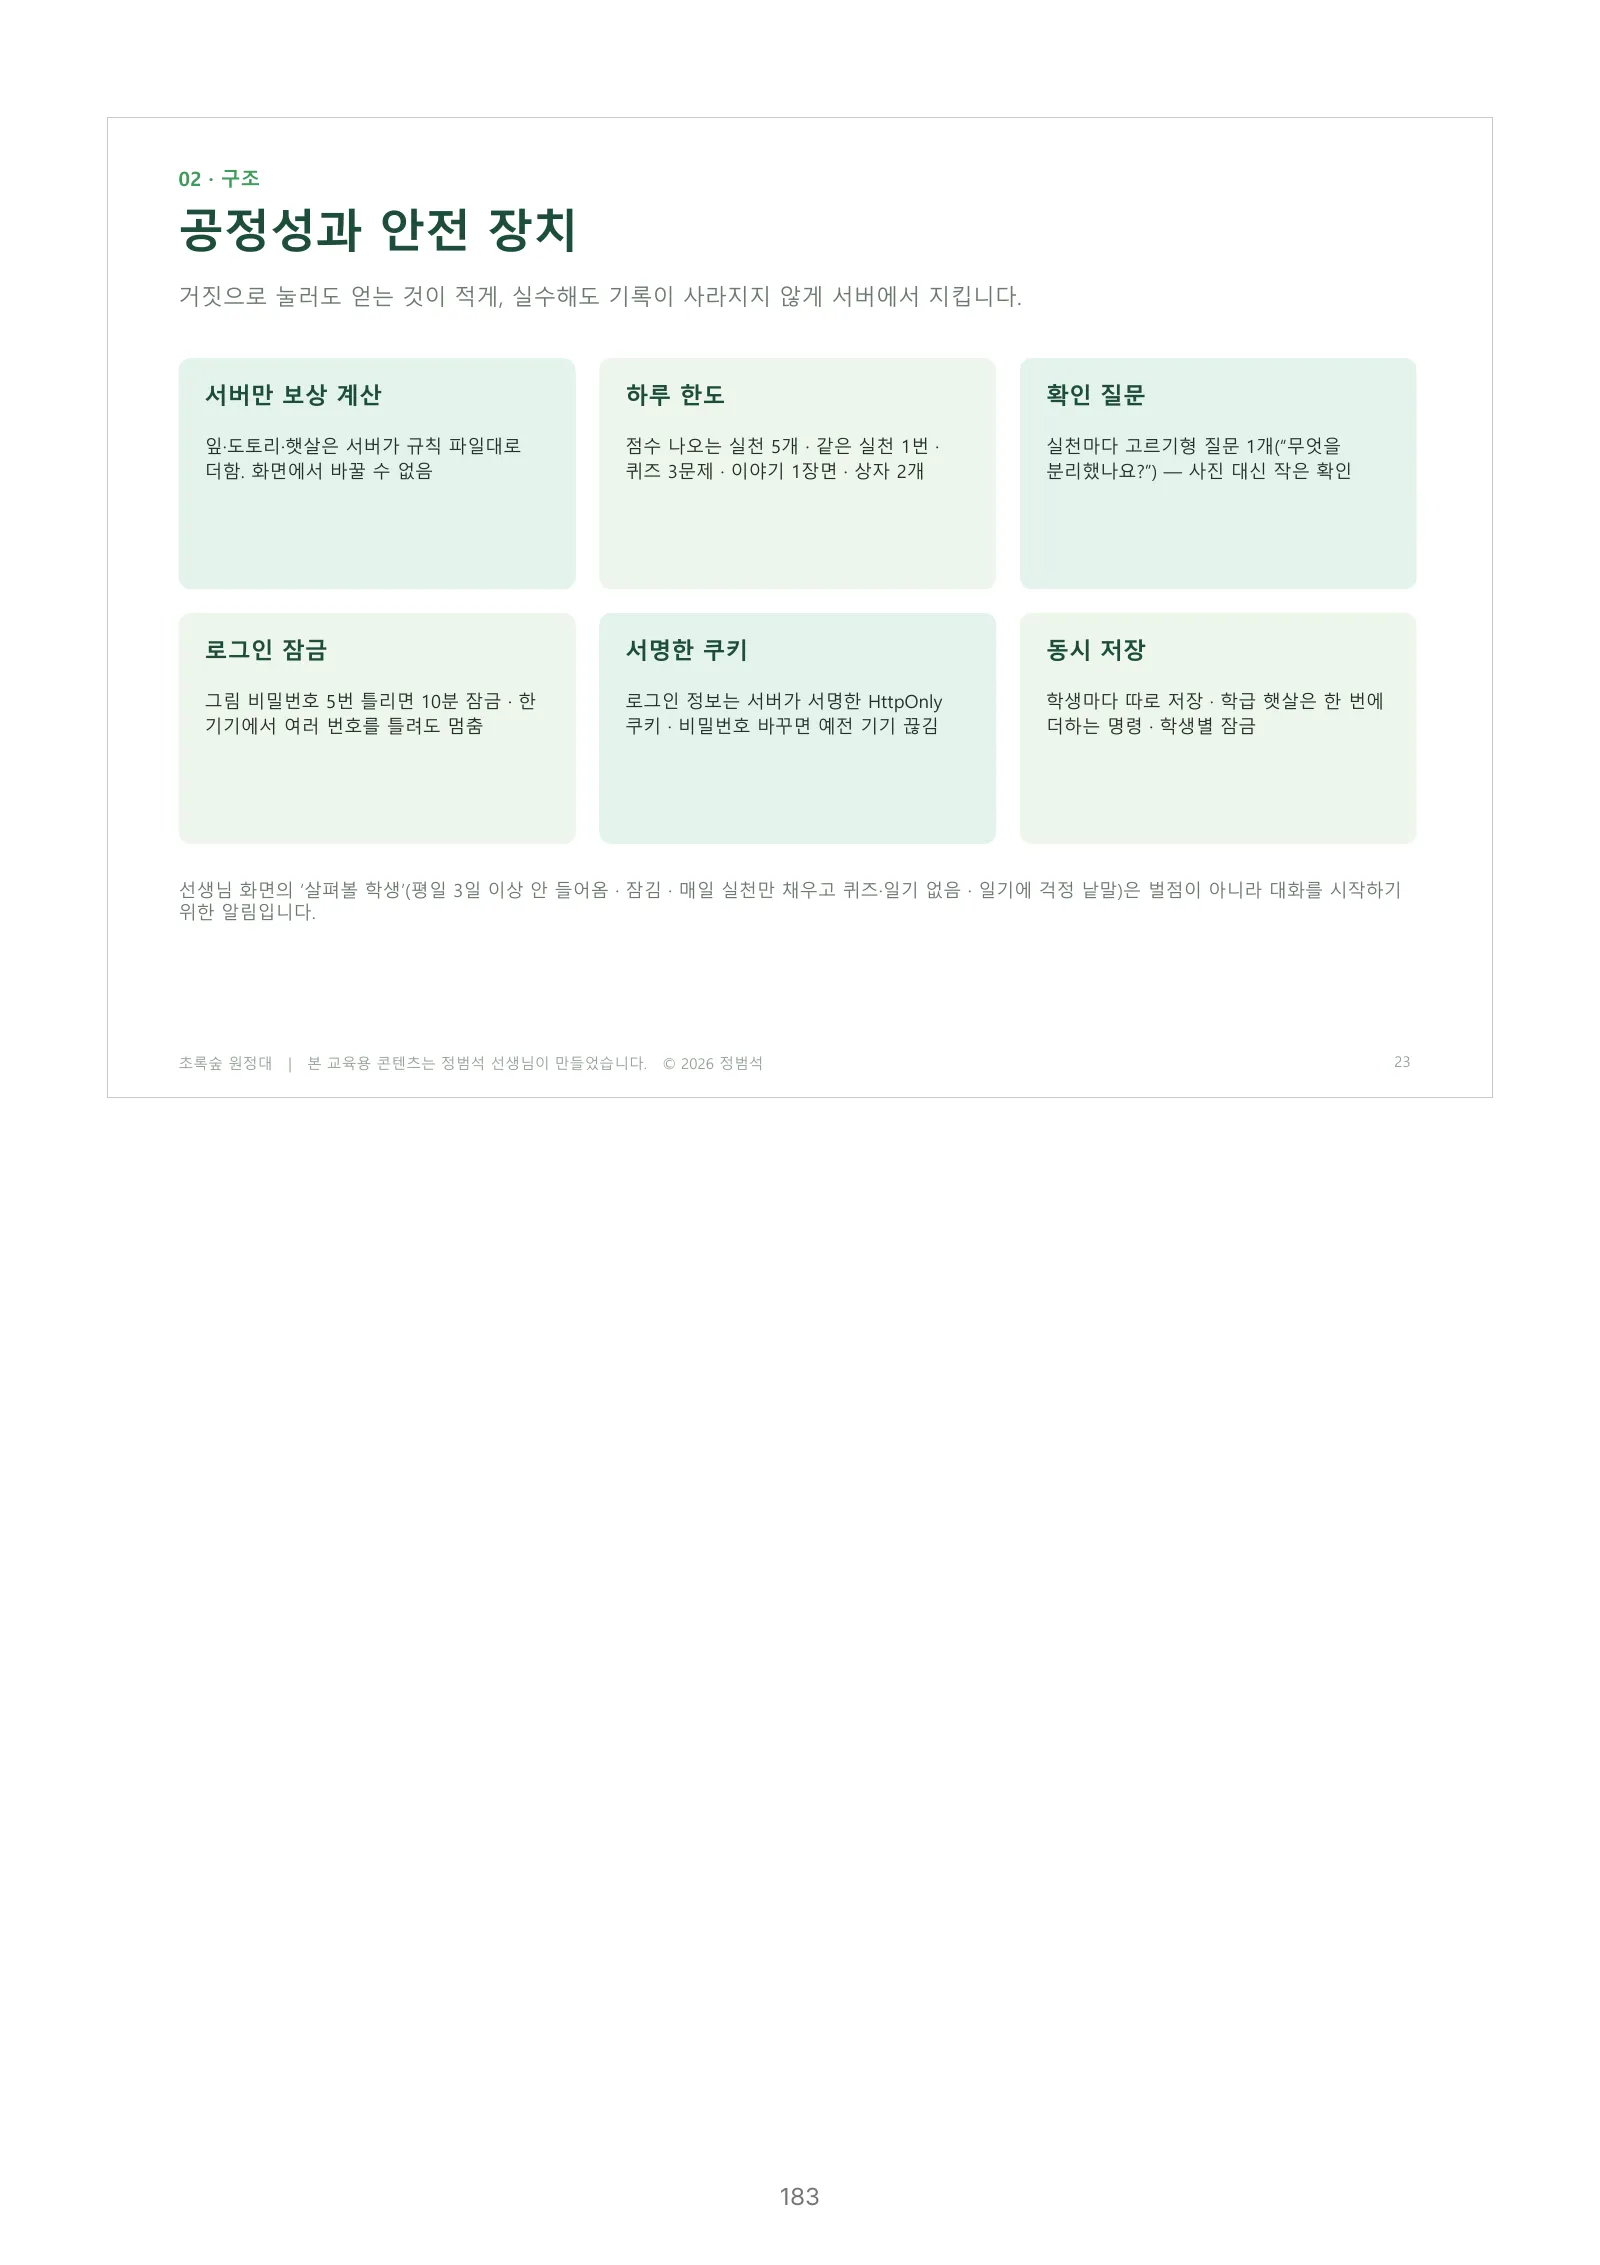 02 · 구조
공정성과 안전 장치
거짓으로 눌러도 얻는 것이 적게, 실수해도 기록이 사라지지 않게 서버에서 지킵니다.
서버만 보상 계산
잎·도토리·햇살은 서버가 규칙 파일대로
더함. 화면에서 바꿀 수 없음
하루 한도
점수 나오는 실천 5개 · 같은 실천 1번 ·
퀴즈 3문제 · 이야기 1장면 · 상자 2개
확인 질문
실천마다 고르기형 질문 1개(“무엇을
분리했나요?”) — 사진 대신 작은 확인
로그인 잠금
그림 비밀번호 5번 틀리면 10분 잠금 · 한
기기에서 여러 번호를 틀려도 멈춤
서명한 쿠키
로그인 정보는 서버가 서명한 HttpOnly
쿠키 · 비밀번호 바꾸면 예전 기기 끊김
동시 저장
학생마다 따로 저장 · 학급 햇살은 한 번에
더하는 명령 · 학생별 잠금
선생님 화면의 ‘살펴볼 학생’(평일 3일 이상 안 들어옴 · 잠김 · 매일 실천만 채우고 퀴즈·일기 없음 · 일기에 걱정 낱말)은 벌점이 아니라 대화를 시작하기
위한 알림입니다.
초록숲 원정대 | 본 교육용 콘텐츠는 정범석 선생님이 만들었습니다. © 2026 정범석
23
183